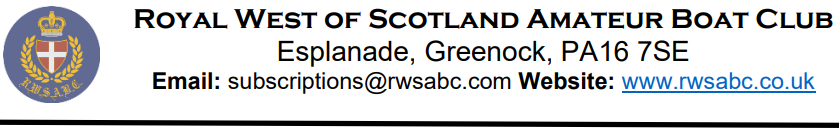 ROYAL WEST OF SCOTLAND AMATEUR BOAT CLUB
Esplanade, Greenock, PA16 7SE
Email: subscriptions@rwsabc.com Website: www.rwsabc.co.uk
R.W.S.A.B.C.